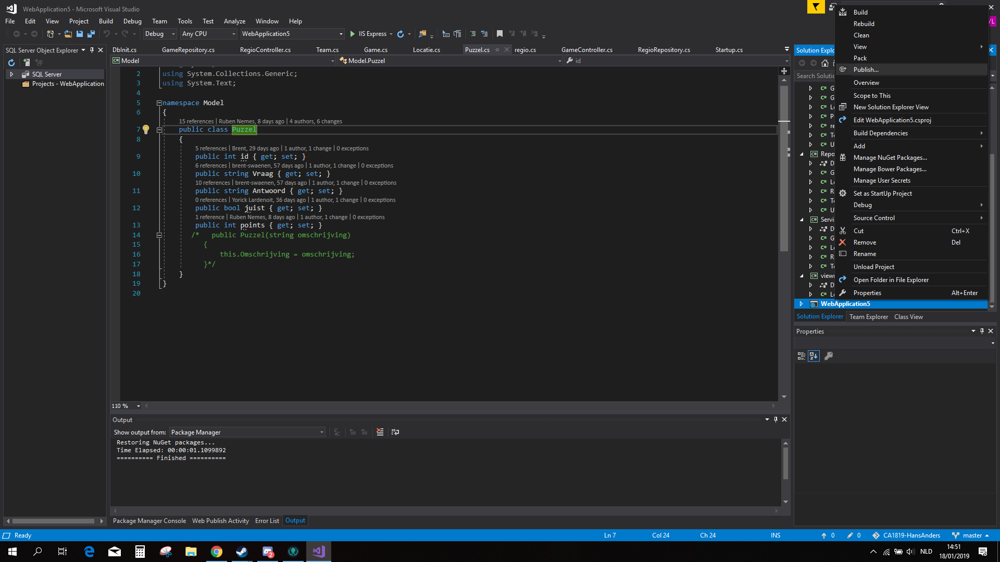 WebApplication5 - Microsoft Visual Studio
File Edit View Project Build Debug Team Tools Test Analyze Window Help
Debug Any CPU WebApplication5 IIS Express
SQL Server Object Explorer
SQL Server
Projects - WebApplication
DbInit.cs GameRepository.cs RegioController.cs Team.cs Game.cs Locatie.cs Puzzel.cs regio.cs GameController.cs RegioRepository.cs Startup.cs
Model Model.Puzzel id
2 using System.Collections.Generic;
3 using System.Text;
4
5 namespace Model
6 {
15 references | Ruben Nemes, 8 days ago | 4 authors, 6 changes
7 public class Puzzel
8 {
5 references | Brent, 29 days ago | 1 author, 1 change | 0 exceptions
9 public int id { get; set; }
6 references | brent-swaenen, 57 days ago | 1 author, 1 change | 0 exceptions
10 public string Vraag { get; set; }
10 references | brent-swaenen, 57 days ago | 1 author, 1 change | 0 exceptions
11 public string Antwoord { get; set; }
0 references | Yorick Lardenoit, 36 days ago | 1 author, 1 change | 0 exceptions
12 public bool juist { get; set; }
1 reference | Ruben Nemes, 8 days ago | 1 author, 1 change | 0 exceptions
13 public int points { get; set; }
14 /* public Puzzel(string omschrijving)
15 {
16 this.Omschrijving = omschrijving;
17 }*/
18 }
19 }
20
110 %
Output
Show output from: Package Manager
Restoring NuGet packages...
Time Elapsed: 00:00:01.1099892
========== Finished ==========
Package Manager Console Web Publish Activity Error List Output
Solution Explo
Search Solutio
Repo
Servi
view
WebApplication5
Solution Explorer Team Explorer Class View
Properties
Build
Rebuild
Clean
View
Pack
Publish...
Overview
Scope to This
New Solution Explorer View
Edit WebApplication5.csproj
Build Dependencies
Add
Manage NuGet Packages...
Manage Bower Packages...
Manage User Secrets
Set as StartUp Project
Debug
Source Control
Cut Ctrl+X
Remove Del
Rename
Unload Project
Open Folder in File Explorer
Properties Alt+Enter
Ready Ln 7 Col 24 Ch 24 INS 0 0 CA1819-HansAnders master
NLD 14:51
18/01/2019